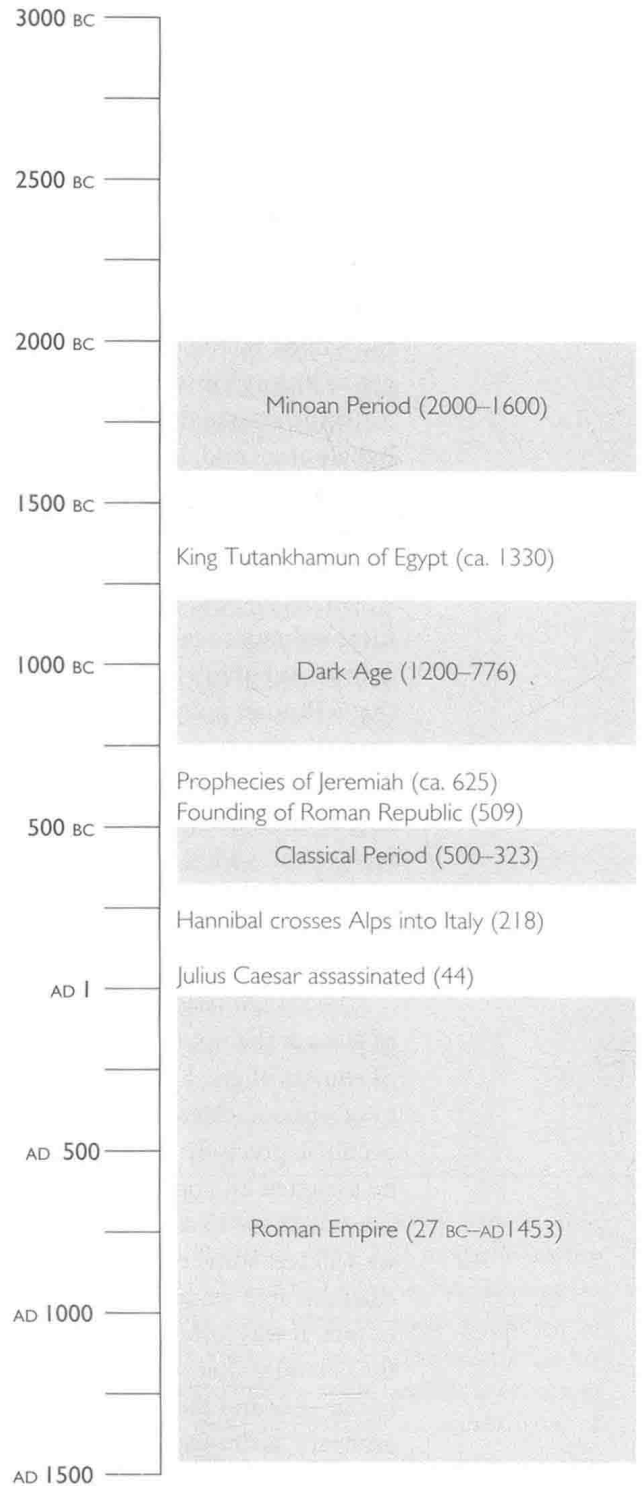 3000 BC
2500 BC
2000 BC
Minoan Period (2000–1600)
1500 BC
King Tutankhamun of Egypt (ca. 1330)
1000 BC
Dark Age (1200–776)
Prophecies of Jeremiah (ca. 625)
Founding of Roman Republic (509)
500 BC
Classical Period (500–323)
Hannibal crosses Alps into Italy (218)
Julius Caesar assassinated (44)
AD 1
AD 500
Roman Empire (27 BC–AD1453)
AD 1000
AD 1500